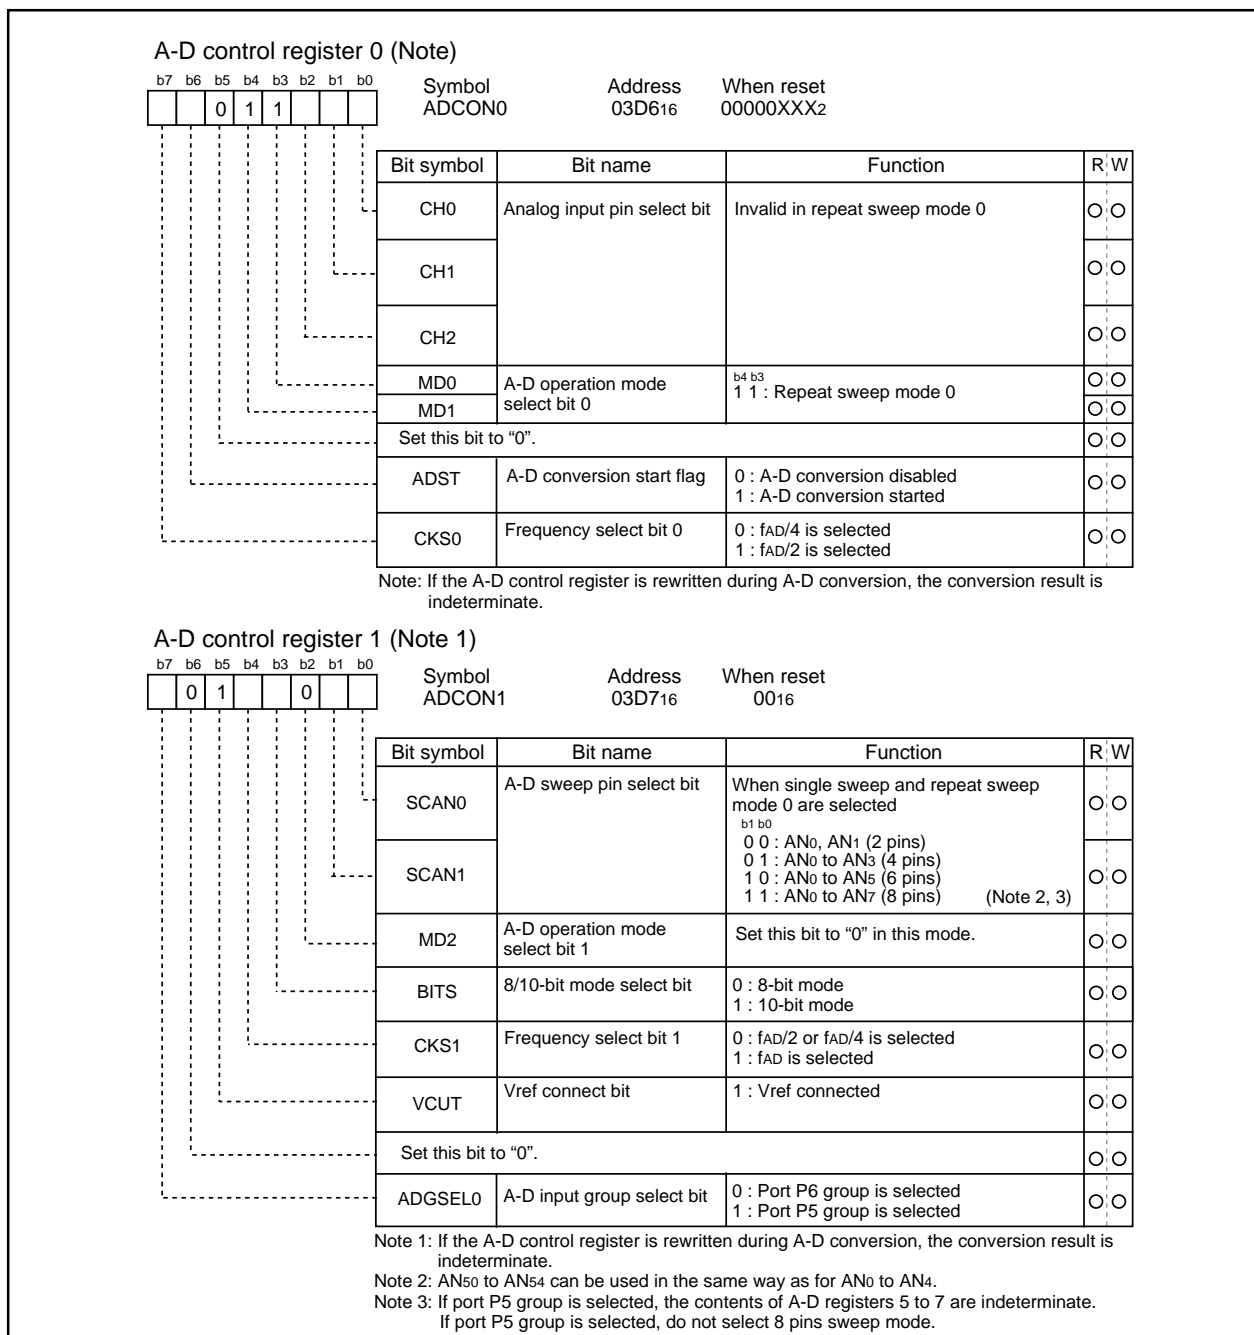 A-D control register 0 (Note)
b7 b6 b5 b4 b3 b2 b1 b0
0 1 1
Symbol Address When reset
ADCON0 03D616 00000XXX2
Bit symbol Bit name Function R W
CH0 Analog input pin select bit Invalid in repeat sweep mode 0
CH1
CH2
MD0 A-D operation mode select bit 0 b4 b3
1 1 : Repeat sweep mode 0
MD1
Set this bit to “0”.
ADST A-D conversion start flag 0 : A-D conversion disabled
1 : A-D conversion started
CKS0 Frequency select bit 0 0 : fAD/4 is selected
1 : fAD/2 is selected
Note: If the A-D control register is rewritten during A-D conversion, the conversion result is
indeterminate.
A-D control register 1 (Note 1)
b7 b6 b5 b4 b3 b2 b1 b0
0 1 0
Symbol Address When reset
ADCON1 03D716 0016
Bit symbol Bit name Function R W
SCAN0 A-D sweep pin select bit When single sweep and repeat sweep
mode 0 are selected
b1 b0
0 0 : AN0, AN1 (2 pins)
0 1 : AN0 to AN3 (4 pins)
SCAN1 1 0 : AN0 to AN5 (6 pins)
1 1 : AN0 to AN7 (8 pins) (Note 2, 3)
MD2 A-D operation mode
select bit 1 Set this bit to “0” in this mode.
BITS 8/10-bit mode select bit 0 : 8-bit mode
1 : 10-bit mode
CKS1 Frequency select bit 1 0 : fAD/2 or fAD/4 is selected
1 : fAD is selected
VCUT Vref connect bit 1 : Vref connected
Set this bit to “0”.
ADGSEL0 A-D input group select bit 0 : Port P6 group is selected
1 : Port P5 group is selected
Note 1: If the A-D control register is rewritten during A-D conversion, the conversion result is
indeterminate.
Note 2: AN50 to AN54 can be used in the same way as for AN0 to AN4.
Note 3: If port P5 group is selected, the contents of A-D registers 5 to 7 are indeterminate.
If port P5 group is selected, do not select 8 pins sweep mode.